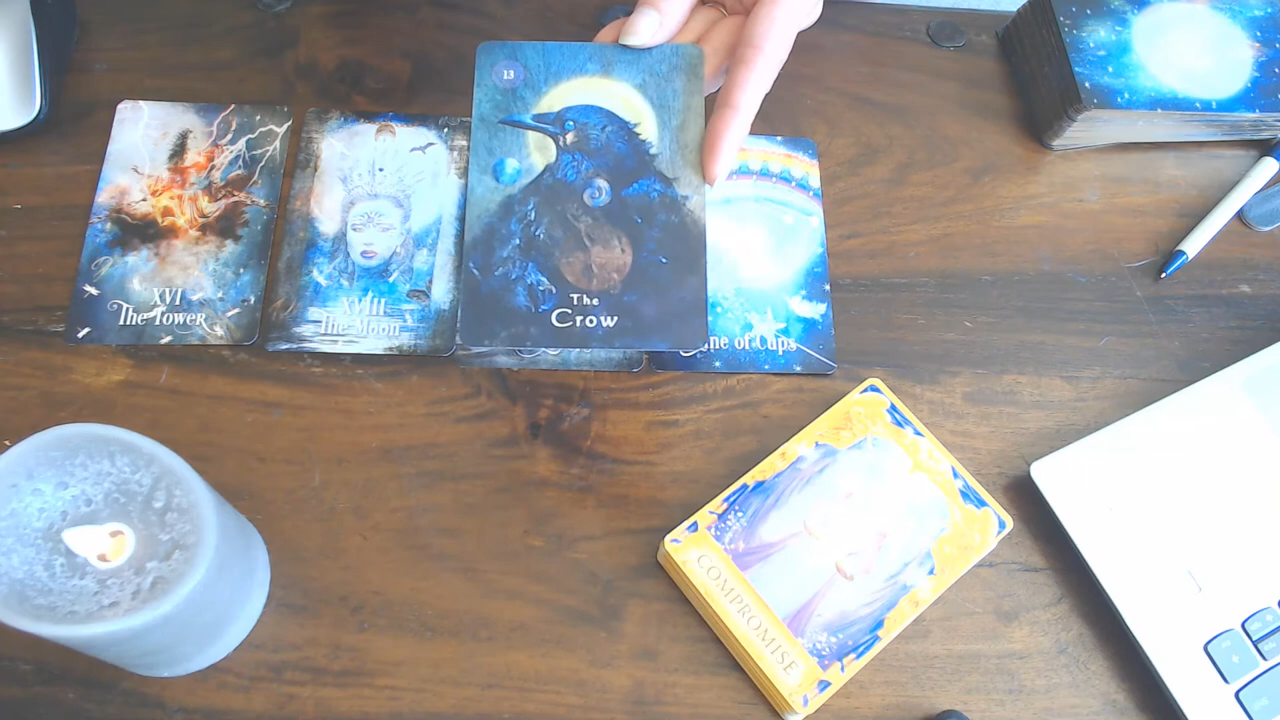 XVI
The Tower
XVIII
The Moon
13
The
Crow
ne of Cups
COMPROMISE